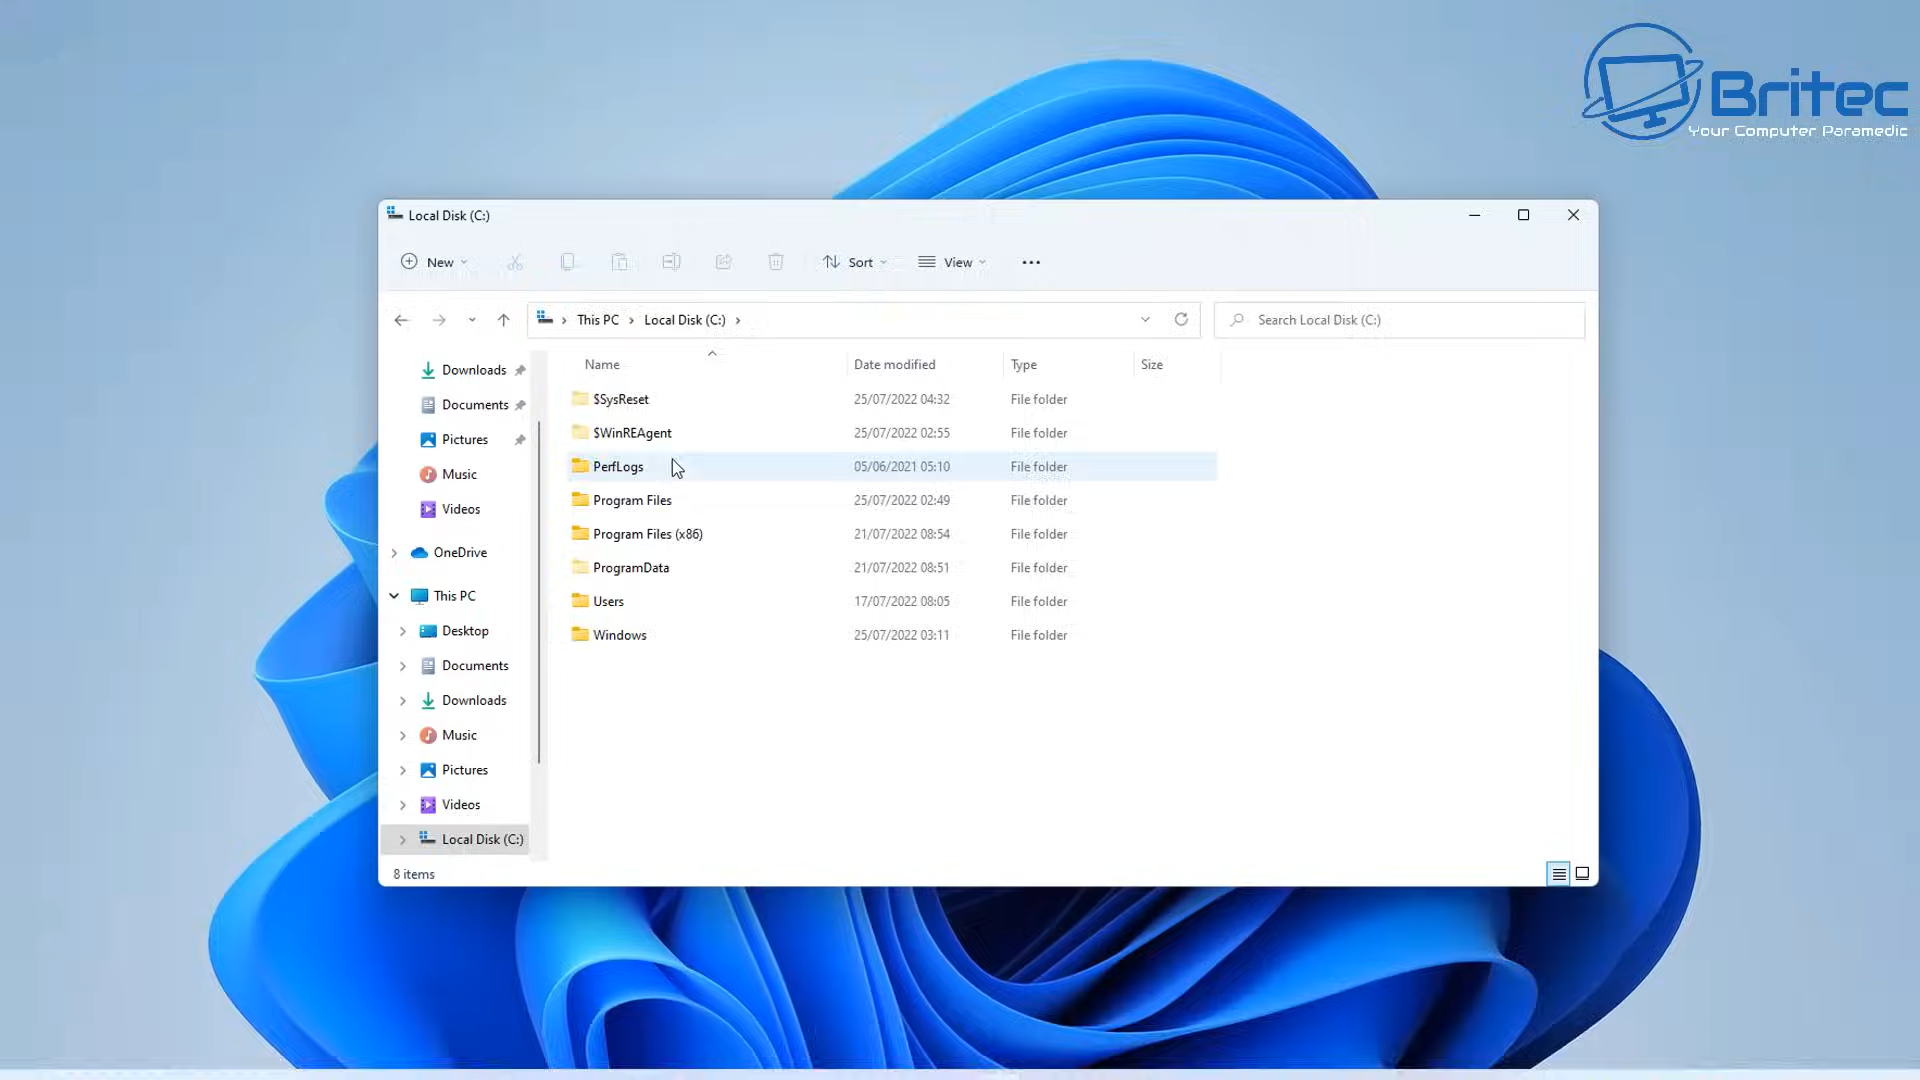 Britec
Your Computer Paramedic
Local Disk (C:)
New
Sort
View
This PC
Local Disk (C:)
Search Local Disk (C:)
Downloads
Documents
Pictures
Music
Videos
OneDrive
This PC
Desktop
Documents
Downloads
Music
Pictures
Videos
Local Disk (C:)
Name Date modified Type Size
$SysReset 25/07/2022 04:32 File folder
$WinREAgent 25/07/2022 02:55 File folder
PerfLogs 05/06/2021 05:10 File folder
Program Files 25/07/2022 02:49 File folder
Program Files (x86) 21/07/2022 08:54 File folder
ProgramData 21/07/2022 08:51 File folder
Users 17/07/2022 08:05 File folder
Windows 25/07/2022 03:11 File folder
8 items